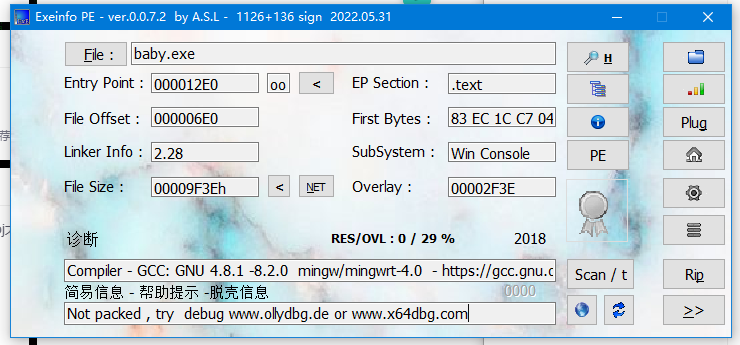 Exeinfo PE - ver.0.0.7.2 by A.S.L - 1126+136 sign 2022.05.31
File : baby.exe H
Entry Point : 000012E0 oo < EP Section : .text
File Offset : 000006E0 First Bytes : 83 EC 1C C7 04 Plug
Linker Info : 2.28 SubSystem : Win Console PE
File Size : 00009F3Eh < NET Overlay : 00002F3E
诊断 RES/OVL : 0 / 29 % 2018
Compiler - GCC: GNU 4.8.1 -8.2.0 mingw/mingwrt-4.0 - https://gcc.gnu.o Scan / t Rip
简易信息 - 帮助提示 -脱壳信息 0000
Not packed , try debug www.ollydbg.de or www.x64dbg.com >>